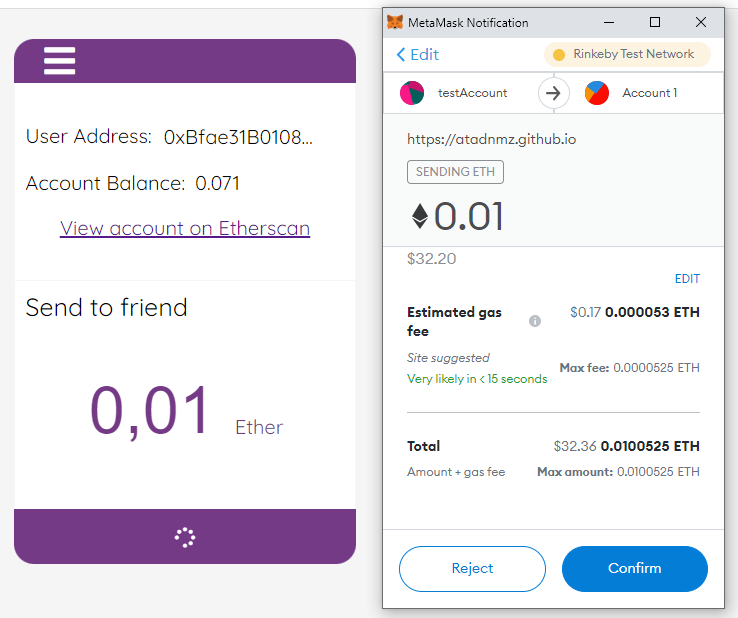 User Address: 0xBfae31B0108...
Account Balance: 0.071
View account on Etherscan
Send to friend
0,01 Ether
MetaMask Notification
Edit
Rinkeby Test Network
testAccount
Account 1
https://atadnmz.github.io
SENDING ETH
0.01
$32.20
EDIT
Estimated gas fee $0.17 0.000053 ETH
Site suggested
Very likely in < 15 seconds
Max fee: 0.0000525 ETH
Total $32.36 0.0100525 ETH
Amount + gas fee Max amount: 0.0100525 ETH
Reject
Confirm